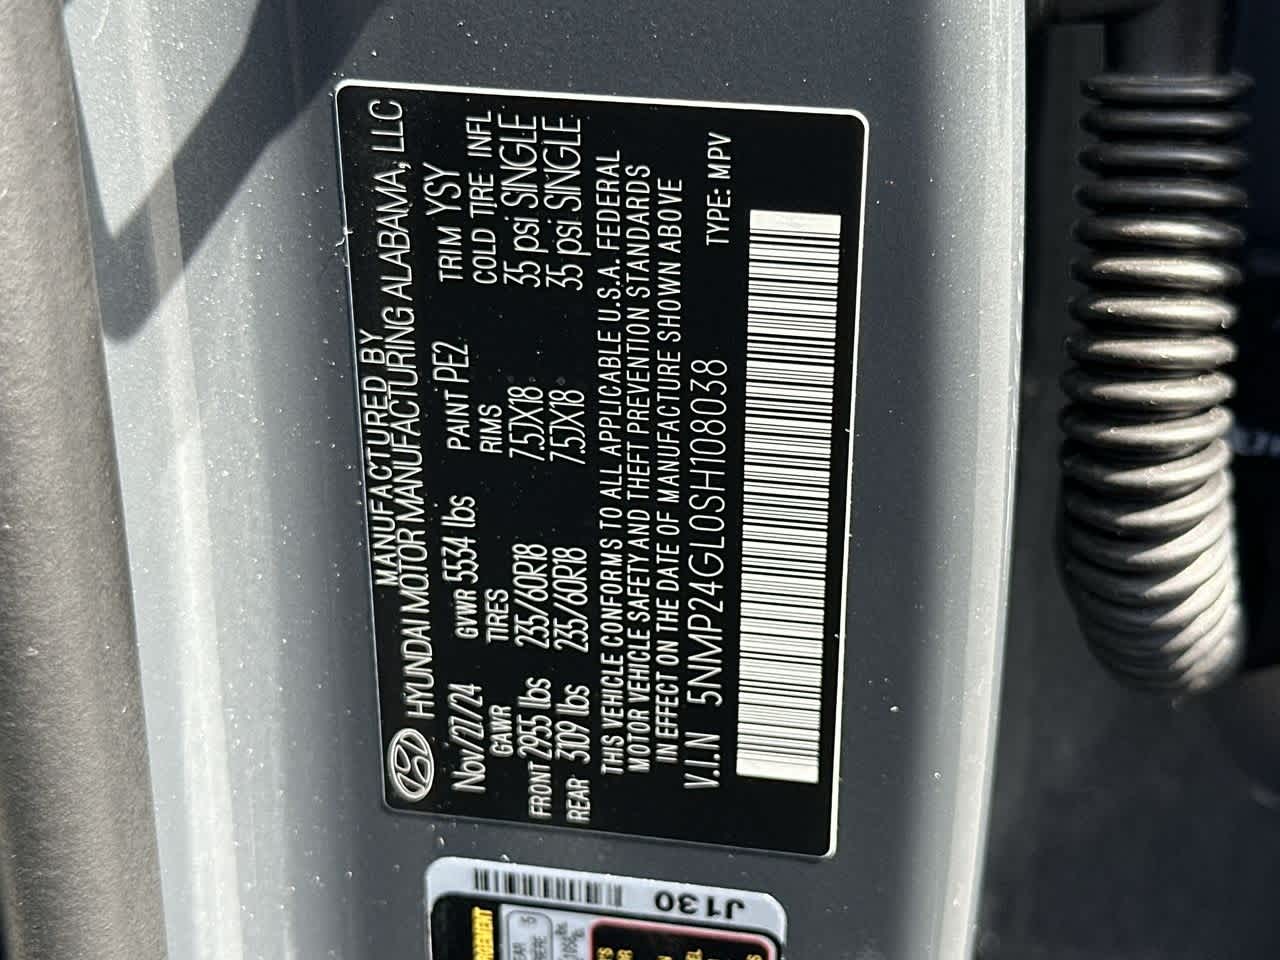 MANUFACTURED BY
HYUNDAI MOTOR MANUFACTURING ALABAMA, LLC
Nov/27/24 GVWR 5534 lbs PAINT PE2 TRIM YSY
GAWR TIRES RIMS COLD TIRE, INFL
FRONT 2955 lbs 235/60R18 7.5JX18 35 psi SINGLE
REAR 3109 lbs 235/60R18 7.5JX18 35 psi SINGLE
THIS VEHICLE CONFORMS TO ALL APPLICABLE U.S.A. FEDERAL
MOTOR VEHICLE SAFETY AND THEFT PREVENTION STANDARDS
IN EFFECT ON THE DATE OF MANUFACTURE SHOWN ABOVE
V.I.N 5NMP24GL0SH108038 TYPE: MPV
J130